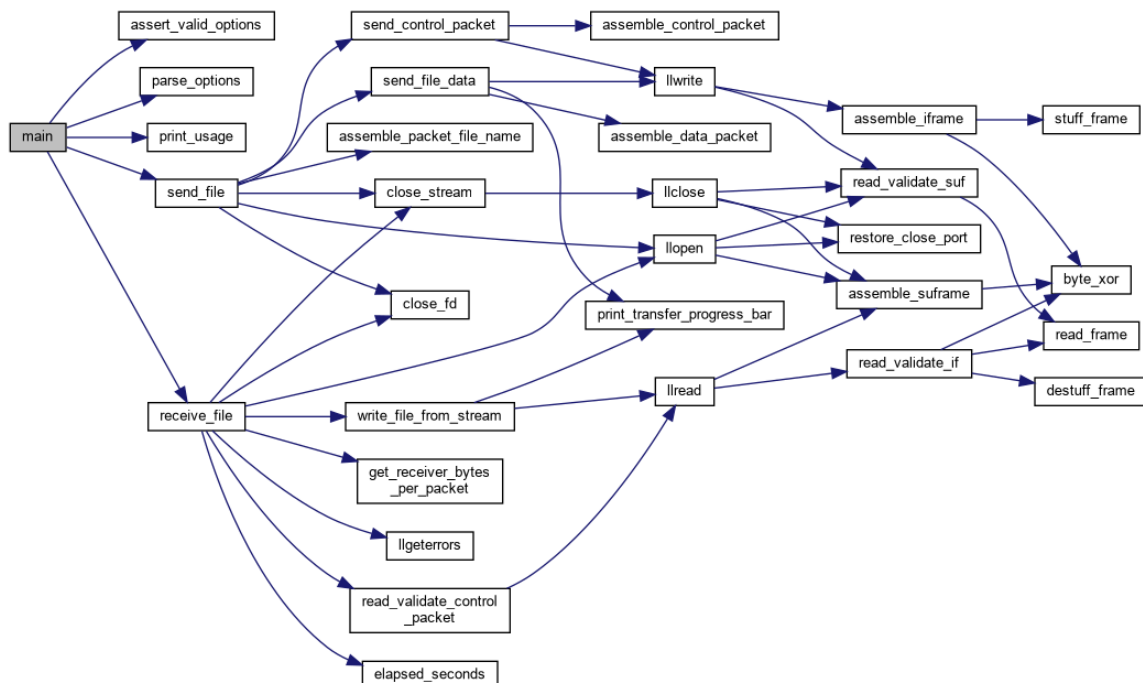 assert_valid_options
send_control_packet
assemble_control_packet
parse_options
send_file_data
llwrite
main
print_usage
assemble_packet_file_name
assemble_data_packet
assemble_iframe
stuff_frame
send_file
close_stream
llclose
read_validate_suf
llopen
restore_close_port
close_fd
print_transfer_progress_bar
assemble_suframe
byte_xor
read_frame
receive_file
write_file_from_stream
llread
read_validate_if
destuff_frame
get_receiver_bytes
_per_packet
llgeterrors
read_validate_control
_packet
elapsed_seconds